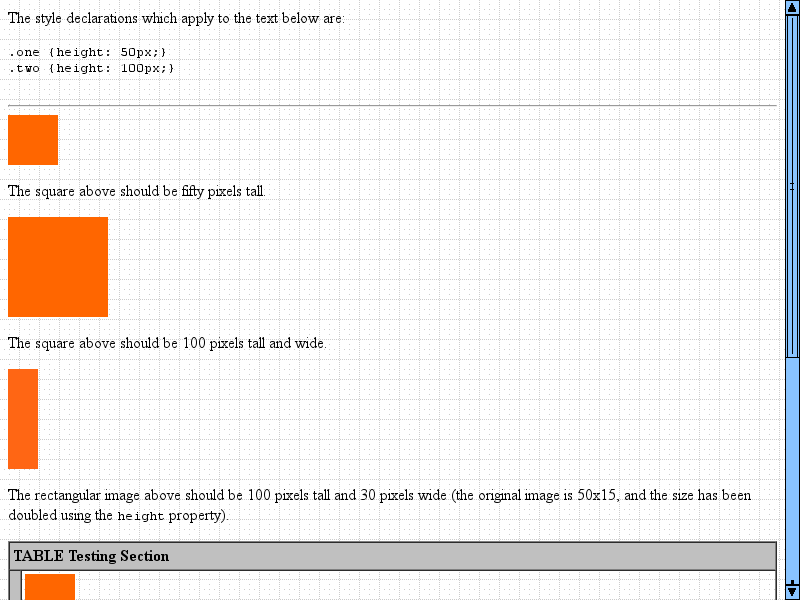 The style declarations which apply to the text below are:
.one {height: 50px;}
.two {height: 100px;}
The square above should be fifty pixels tall.
The square above should be 100 pixels tall and wide.
The rectangular image above should be 100 pixels tall and 30 pixels wide (the original image is 50x15, and the size has been
doubled using the height property).
TABLE Testing Section